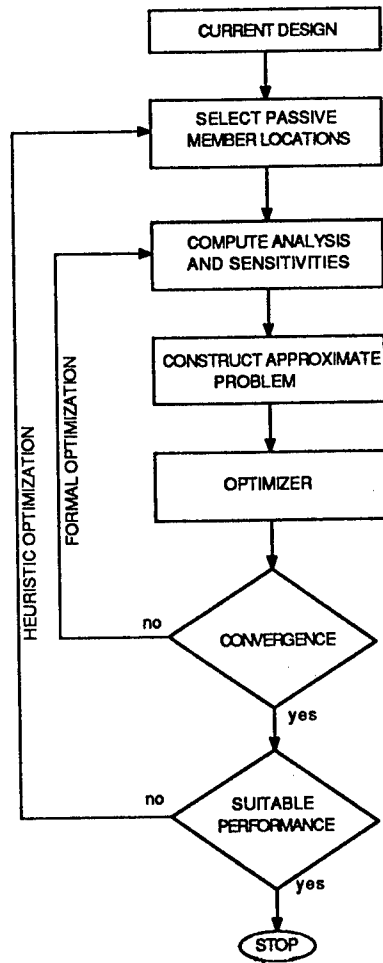 CURRENT DESIGN
SELECT PASSIVE
MEMBER LOCATIONS
COMPUTE ANALYSIS
AND SENSITIVITIES
CONSTRUCT APPROXIMATE
PROBLEM
OPTIMIZER
HEURISTIC OPTIMIZATION
FORMAL OPTIMIZATION
no
CONVERGENCE
yes
no
SUITABLE
PERFORMANCE
yes
STOP